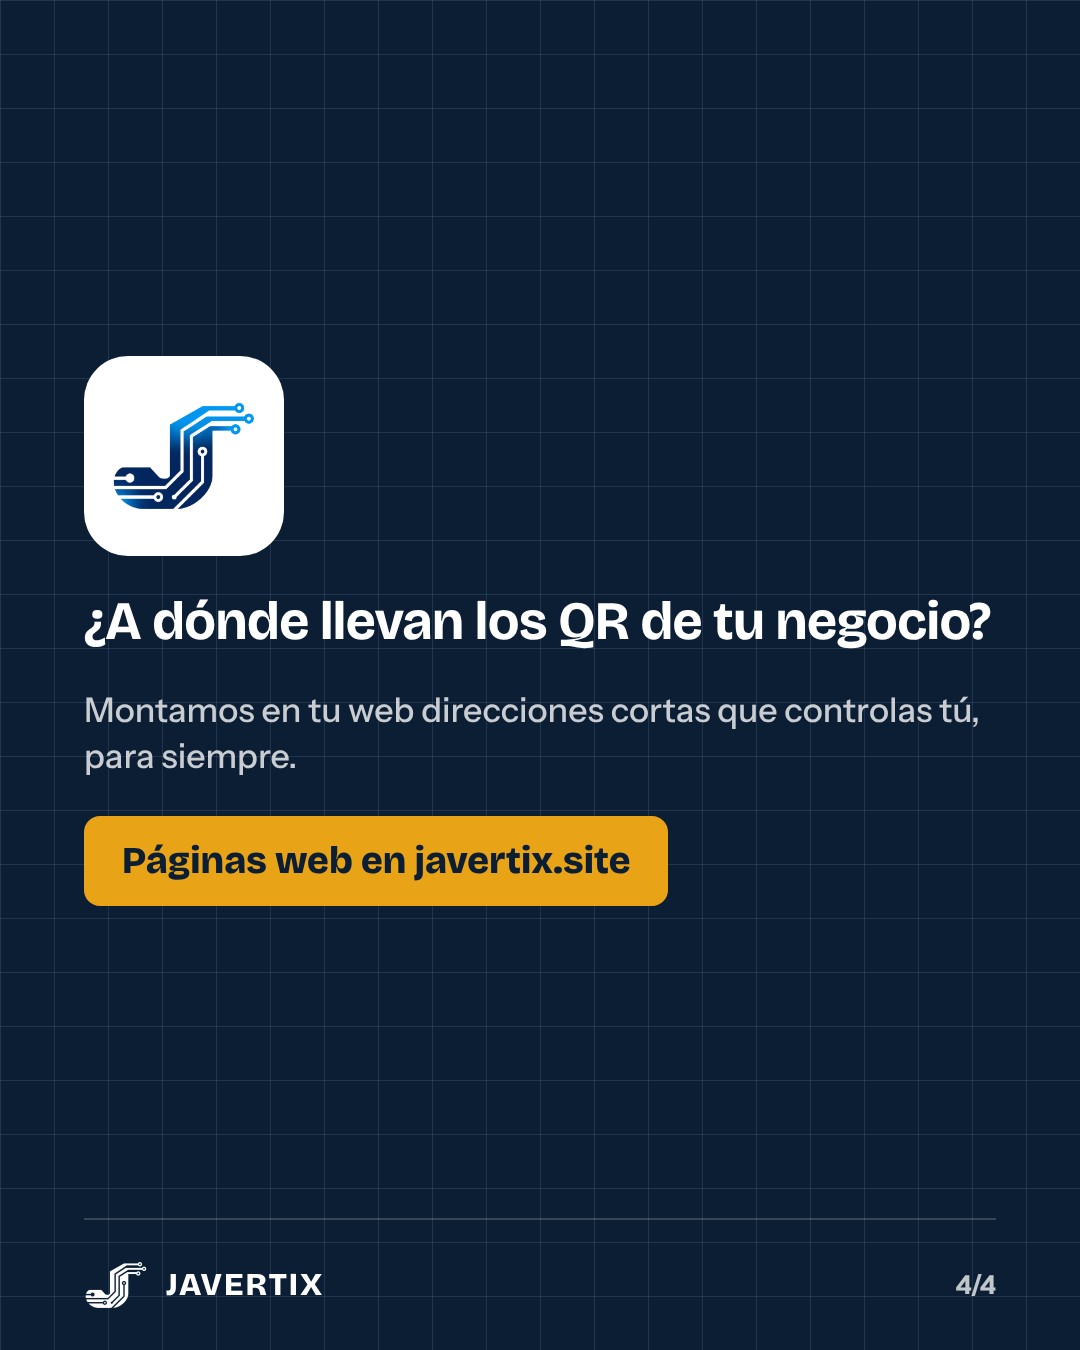 ¿A dónde llevan los QR de tu negocio?
Montamos en tu web direcciones cortas que controlas tú,
para siempre.
Páginas web en javertix.site
JAVERTIX
4/4